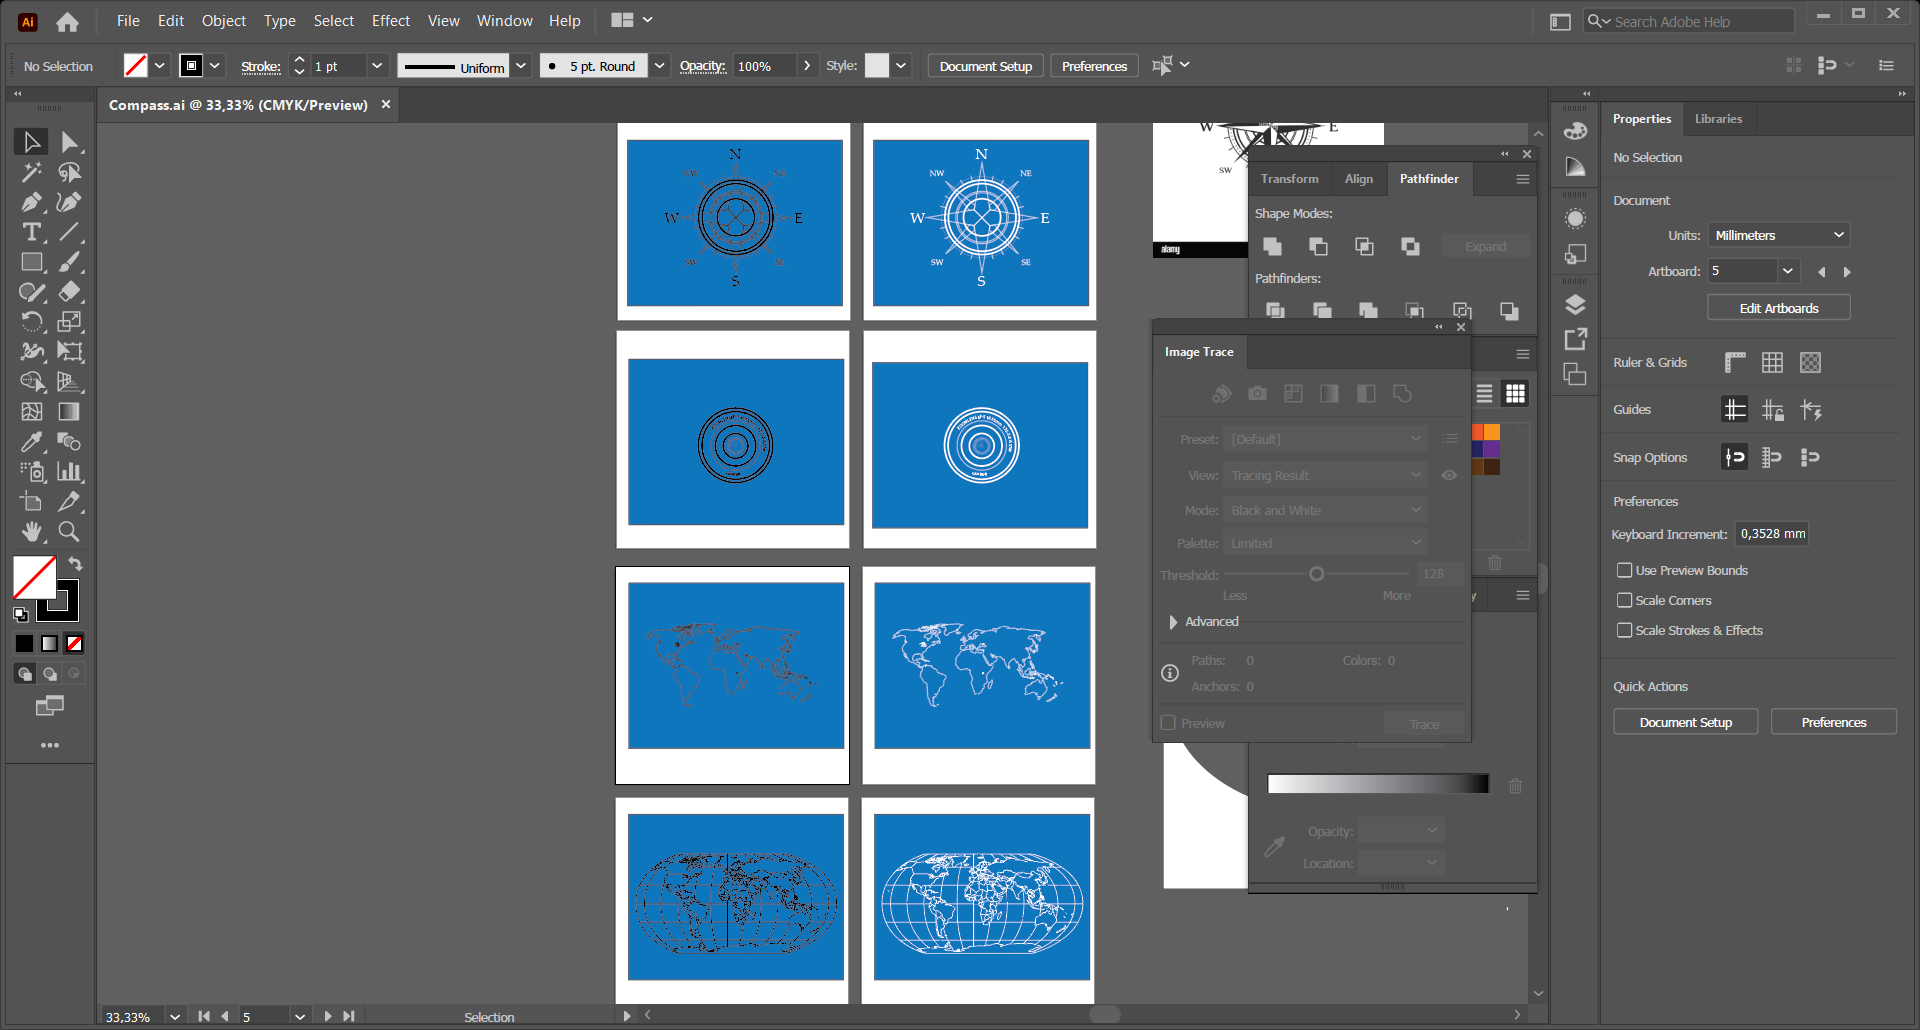 Ai File Edit Object Type Select Effect View Window Help Search Adobe Help
No Selection Stroke: 1 pt Uniform 5 pt. Round Opacity: 100% Style: Document Setup Preferences
Compass.ai @ 33,33% (CMYK/Preview)
N
NW NE
W E
SW SE
S
N
NW NE
W E
SW SE
S
W E
SW
alamy
Transform Align Pathfinder
Shape Modes:
Expand
Pathfinders:
Image Trace
Preset: [Default]
View: Tracing Result
Mode: Black and White
Palette: Limited
Threshold: 128
Less More
Advanced
Paths: 0 Colors: 0
Anchors: 0
Preview Trace
Opacity:
Location:
Properties Libraries
No Selection
Document
Units: Millimeters
Artboard: 5
Edit Artboards
Ruler & Grids
Guides
Snap Options
Preferences
Keyboard Increment: 0,3528 mm
Use Preview Bounds
Scale Corners
Scale Strokes & Effects
Quick Actions
Document Setup Preferences
33,33% 5 Selection